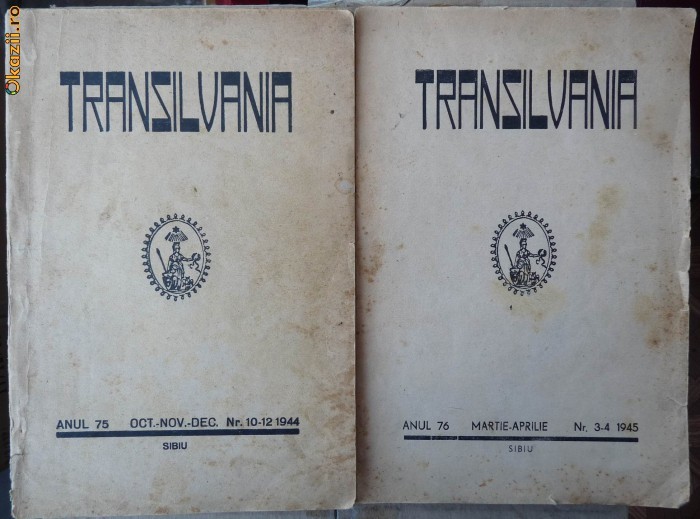 Okazii.ro
TRANSILVANIA
ANUL 75 OCT.-NOV.-DEC. Nr. 10-12 1944
SIBIU
TRANSILVANIA
ANUL 76 MARTIE-APRILIE Nr. 3-4 1945
SIBIU